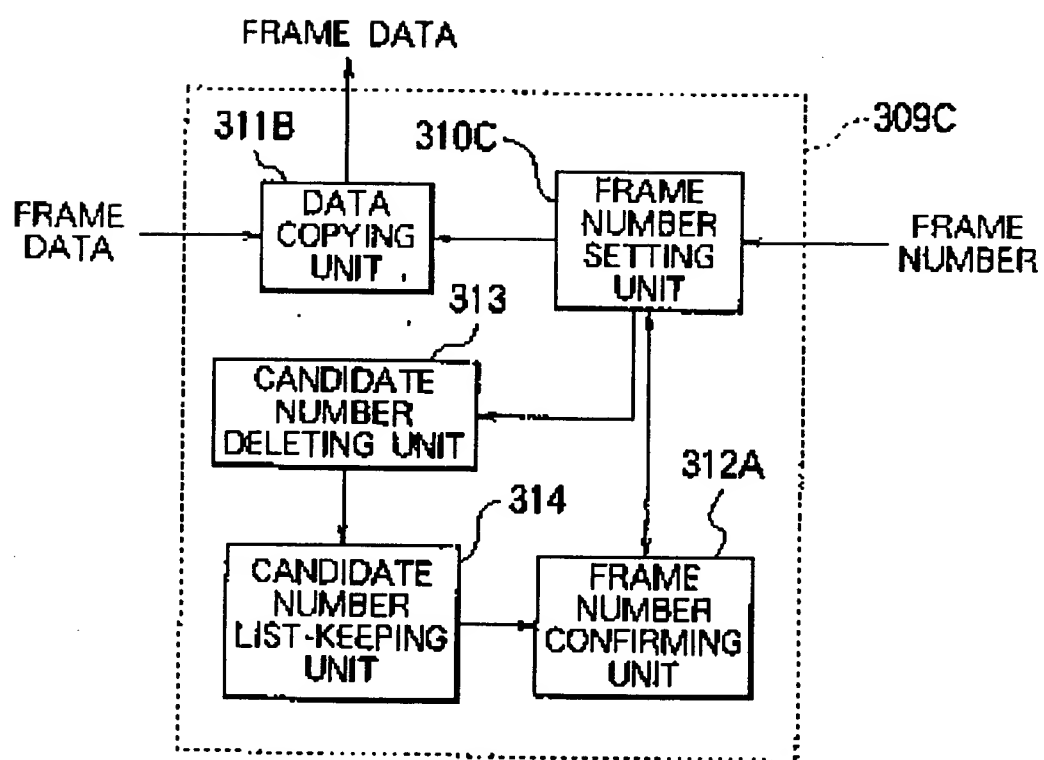 FRAME DATA
309C
311B
310C
FRAME
DATA
DATA
COPYING
UNIT
FRAME
NUMBER
SETTING
UNIT
FRAME
NUMBER
313
CANDIDATE
NUMBER
DELETING UNIT
312A
314
CANDIDATE
NUMBER
LIST-KEEPING
UNIT
FRAME
NUMBER
CONFIRMING
UNIT